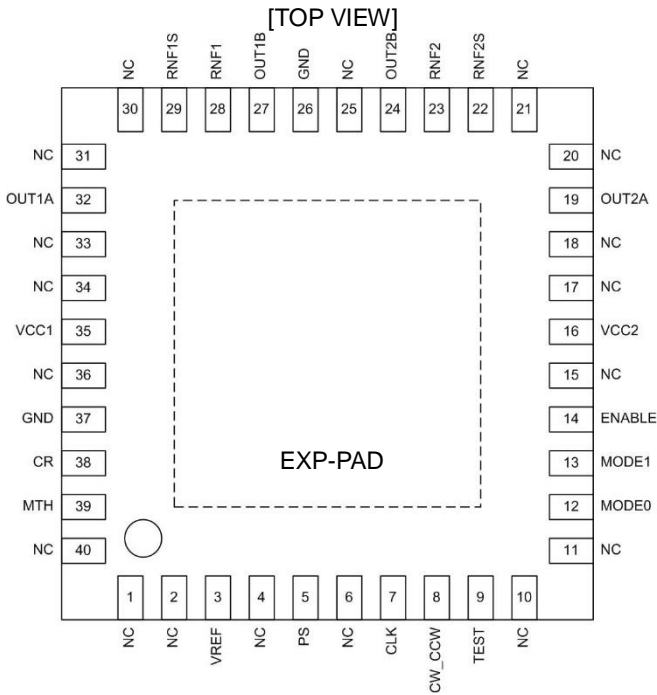 [TOP VIEW]
NC RNF1S RNF1 OUT1B GND NC OUT2B RNF2 RNF2S NC
30 29 28 27 26 25 24 23 22 21
NC 31 20 NC
OUT1A 32 19 OUT2A
NC 33 18 NC
NC 34 17 NC
VCC1 35 16 VCC2
NC 36 15 NC
GND 37 14 ENABLE
CR 38 EXP-PAD 13 MODE1
MTH 39 12 MODE0
NC 40 11 NC
1 2 3 4 5 6 7 8 9 10
NC NC VREF NC PS NC CLK CW_CCW TEST NC